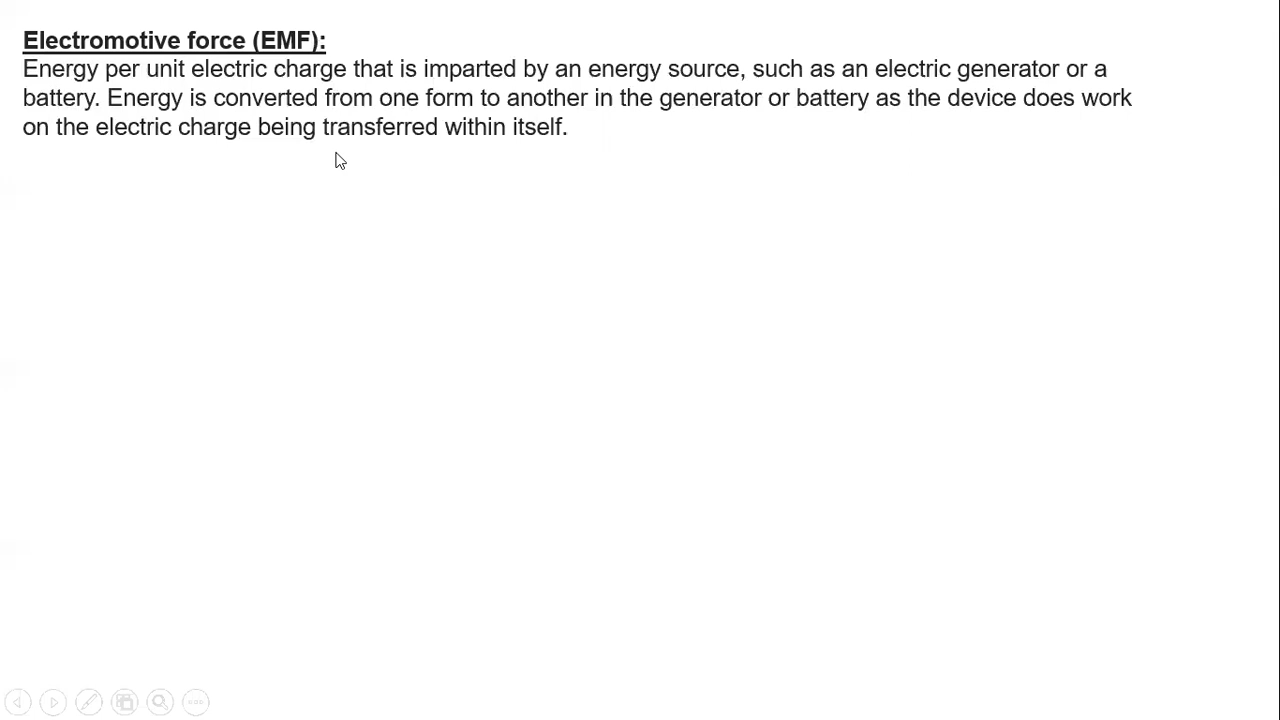 Electromotive force (EMF):
Energy per unit electric charge that is imparted by an energy source, such as an electric generator or a
battery. Energy is converted from one form to another in the generator or battery as the device does work
on the electric charge being transferred within itself.